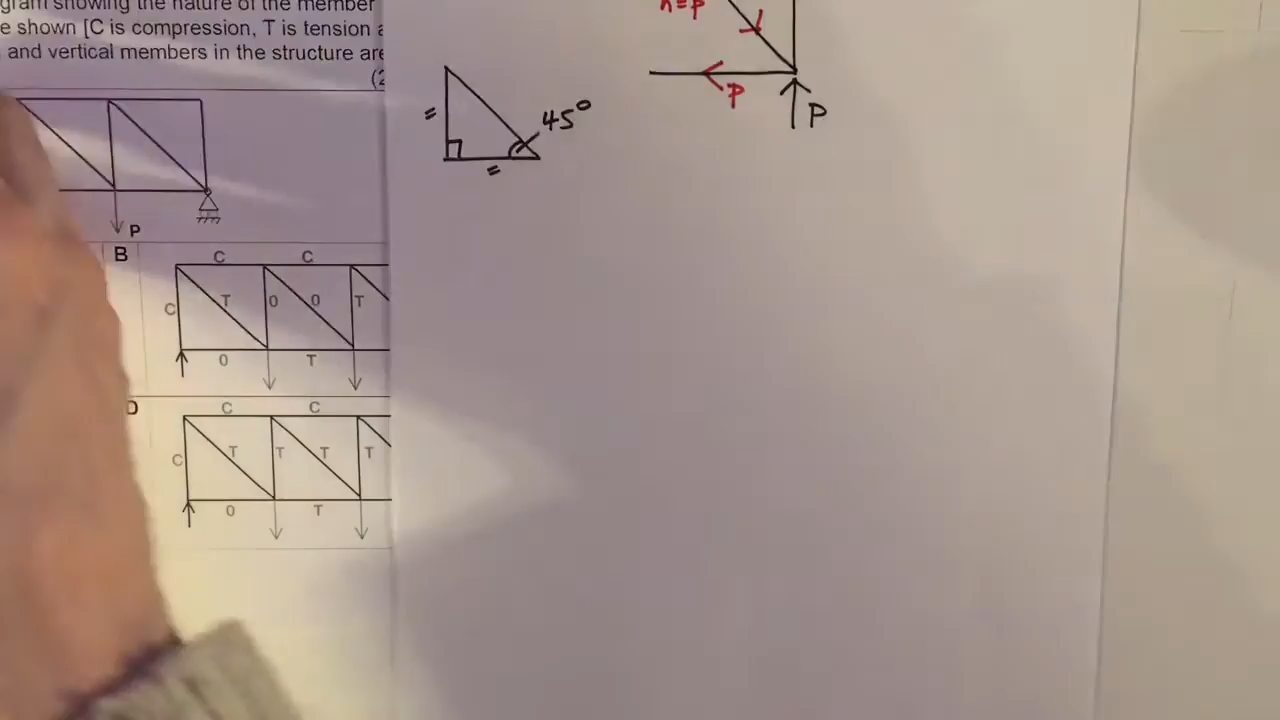 gram showing the nature of the member
e shown [C is compression, T is tension a
and vertical members in the structure are
(2
P
h=P
P
P
45°
=
=
B
C C
C T 0 0 T
0 T
D
C C
C T T T T
0 T